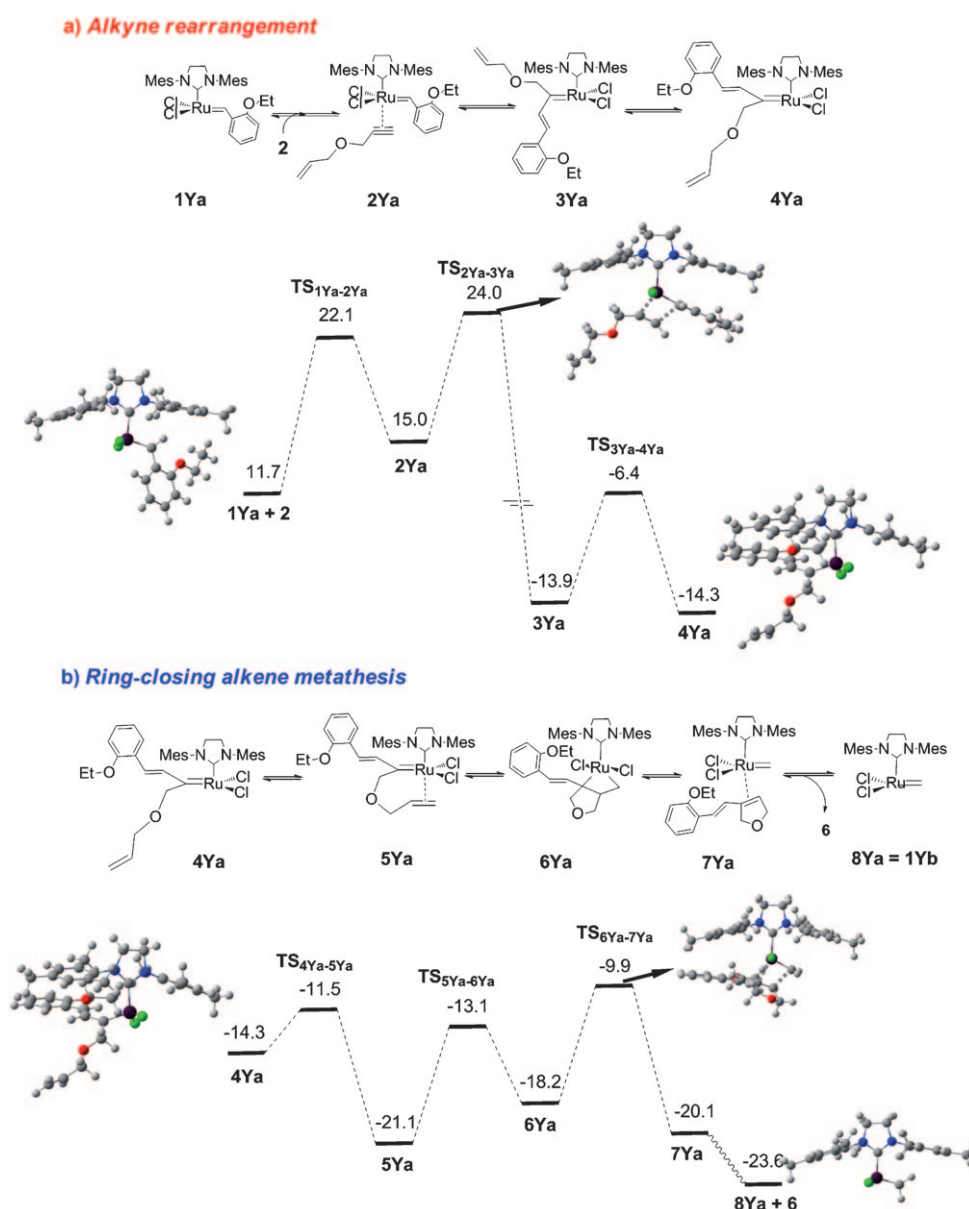 a) Alkyne rearrangement
Mes-N N-Mes
Cl
Cl
Ru
OEt
2
1Ya
Mes-N N-Mes
Cl
Cl
Ru
OEt
O
2Ya
O
Mes-N N-Mes
Ru
Cl
Cl
O
Et
3Ya
EtO
Mes-N N-Mes
Ru
Cl
Cl
O
4Ya
TS1Ya-2Ya
22.1
TS2Ya-3Ya
24.0
11.7
1Ya + 2
15.0
2Ya
TS3Ya-4Ya
-6.4
-13.9
3Ya
-14.3
4Ya
b) Ring-closing alkene metathesis
EtO
Mes-N N-Mes
Ru
Cl
Cl
O
4Ya
EtO
Mes-N N-Mes
Ru
Cl
Cl
O
5Ya
EtO
Mes-N N-Mes
Cl
Ru
Cl
O
6Ya
Mes-N N-Mes
Cl
Cl
Ru
OEt
O
7Ya
6
Mes-N N-Mes
Cl
Cl
Ru
8Ya = 1Yb
TS4Ya-5Ya
-11.5
TS5Ya-6Ya
-13.1
TS6Ya-7Ya
-9.9
-14.3
4Ya
-21.1
5Ya
-18.2
6Ya
-20.1
7Ya
-23.6
8Ya + 6